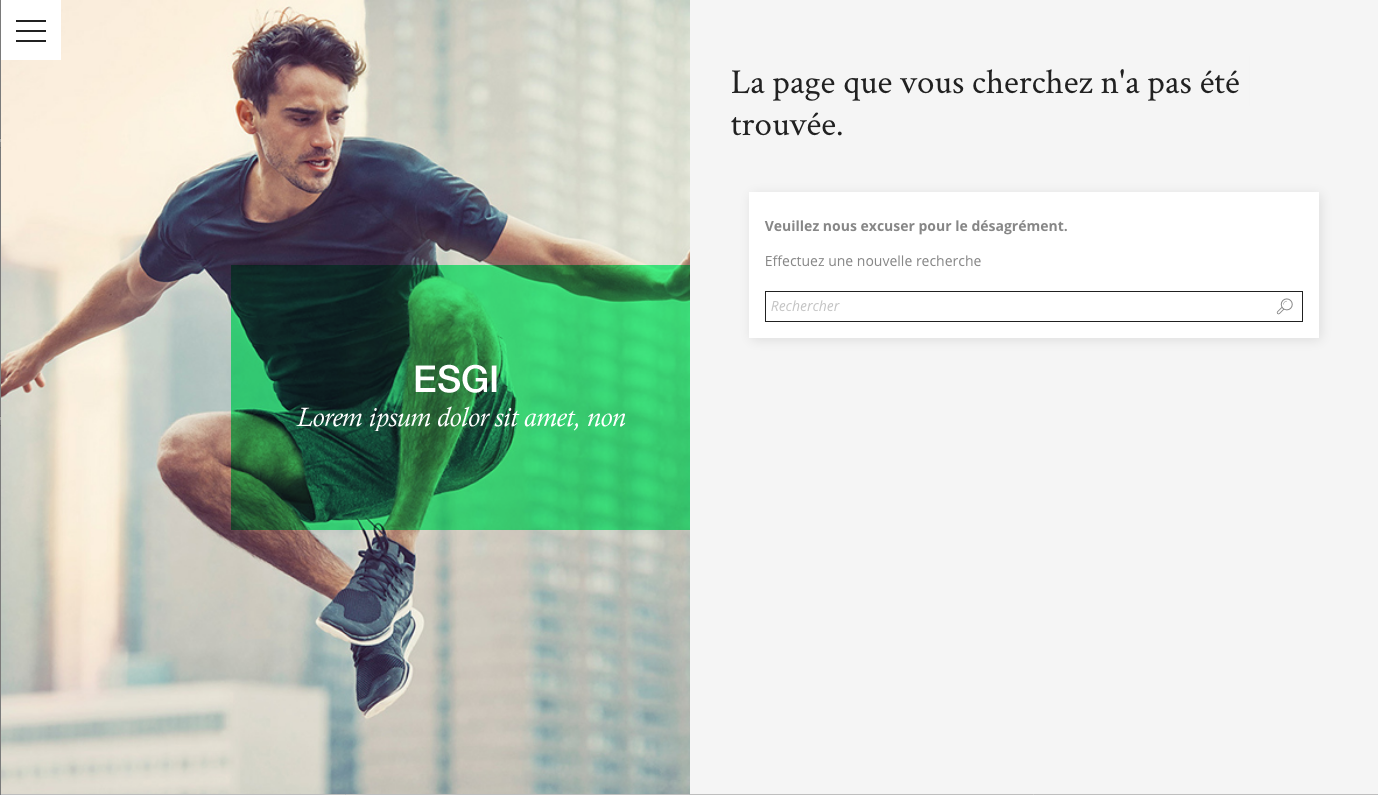 ESGI
Lorem ipsum dolor sit amet, non
La page que vous cherchez n'a pas été
trouvée.
Veuillez nous excuser pour le désagrément.
Effectuez une nouvelle recherche
Rechercher